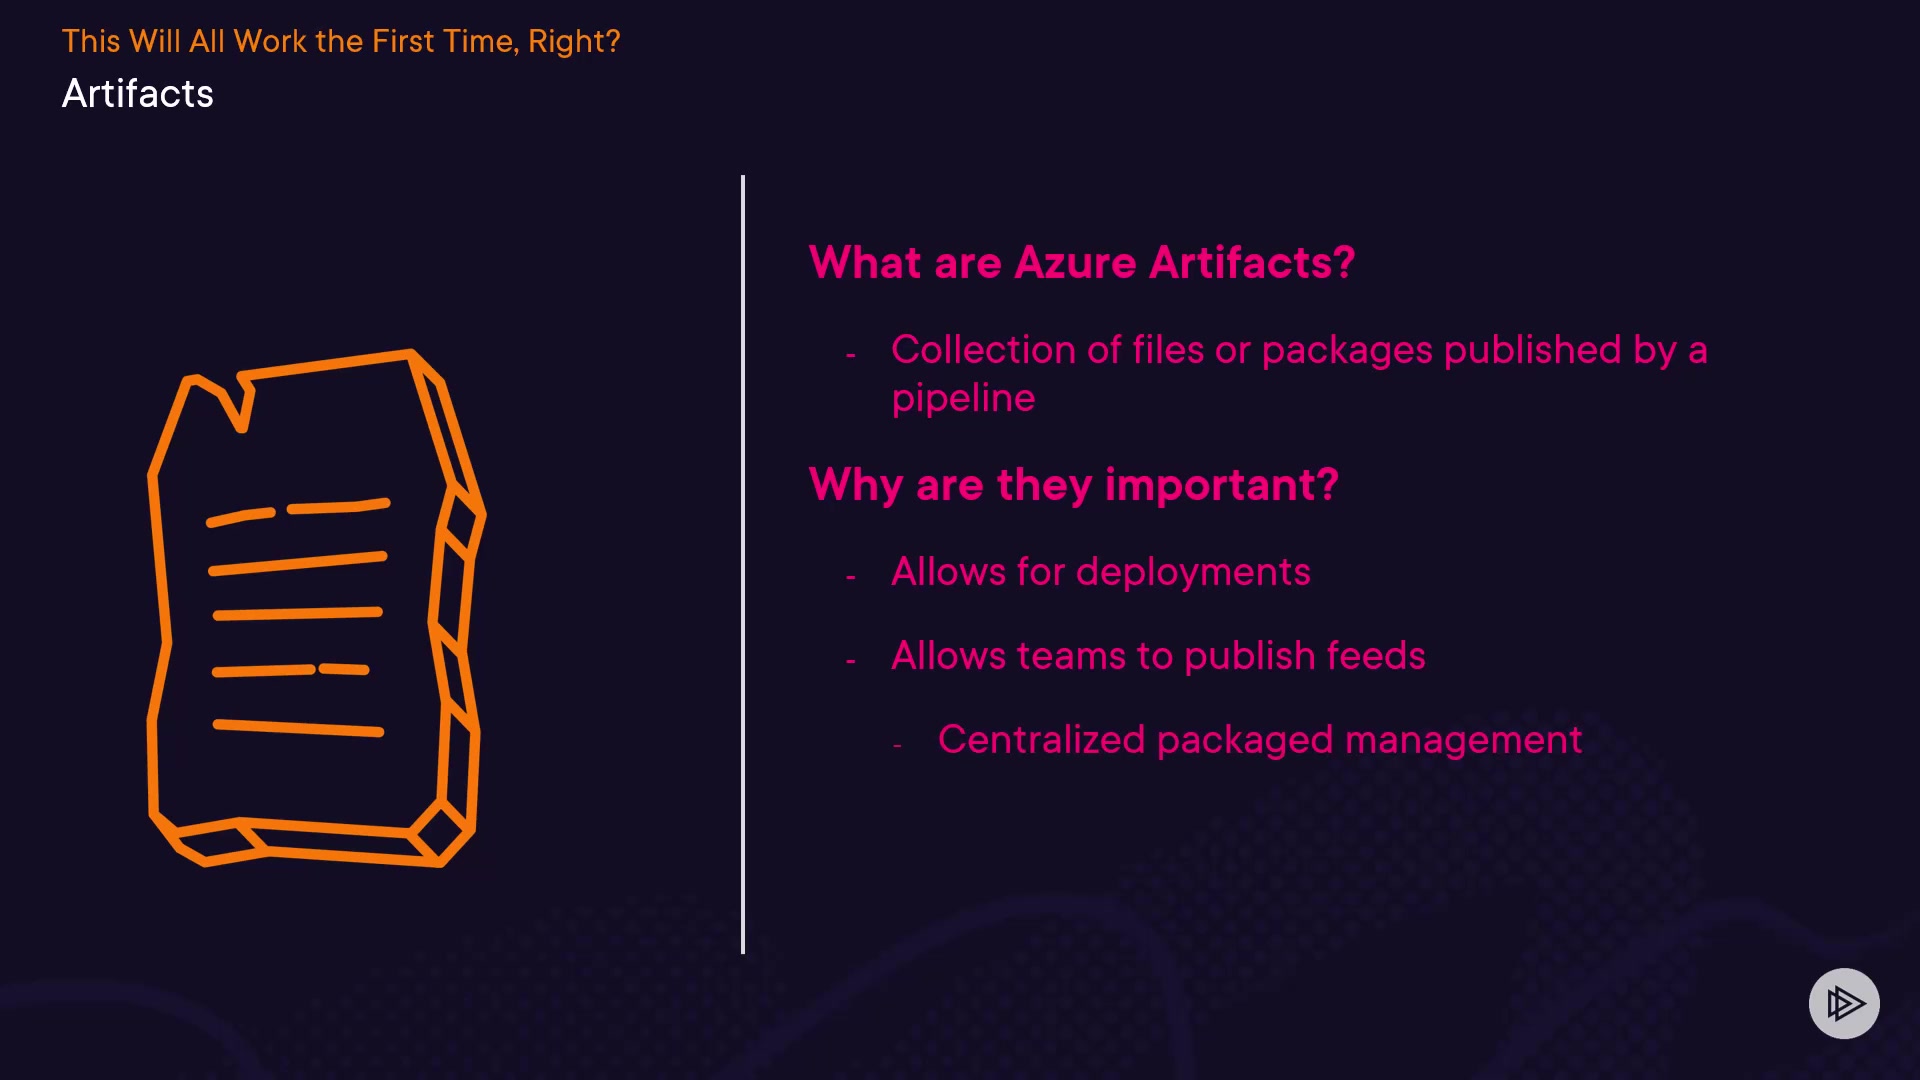 This Will All Work the First Time, Right?
Artifacts
What are Azure Artifacts?
- Collection of files or packages published by a
pipeline
Why are they important?
- Allows for deployments
- Allows teams to publish feeds
- Centralized packaged management